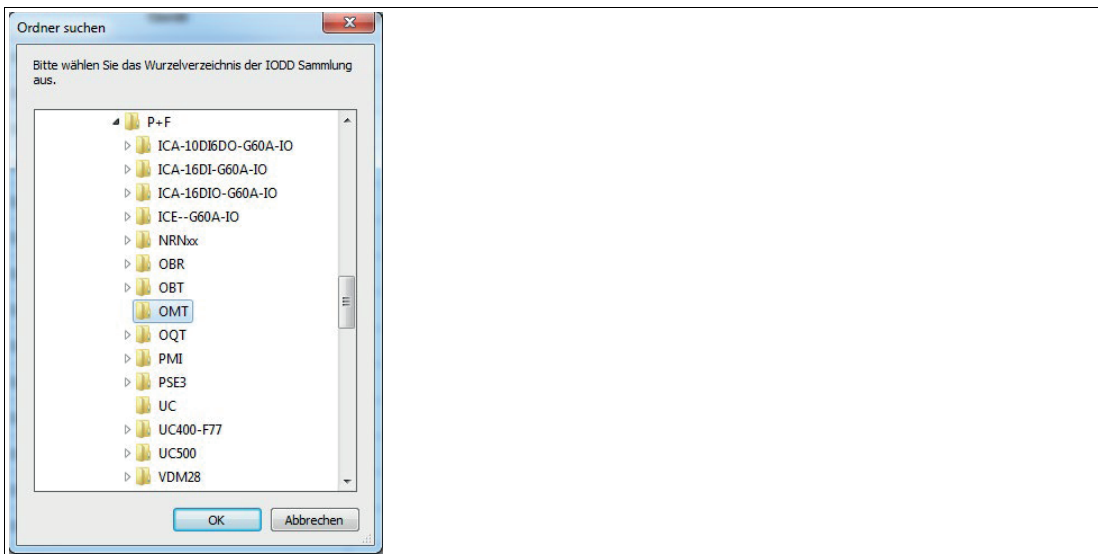 Ordner suchen
Bitte wählen Sie das Wurzelverzeichnis der IODD Sammlung
aus.
P+F
ICA-10DI6DO-G60A-IO
ICA-16DI-G60A-IO
ICA-16DIO-G60A-IO
ICE--G60A-IO
NRNxx
OBR
OBT
OMT
OQT
PMI
PSE3
UC
UC400-F77
UC500
VDM28
OK Abbrechen